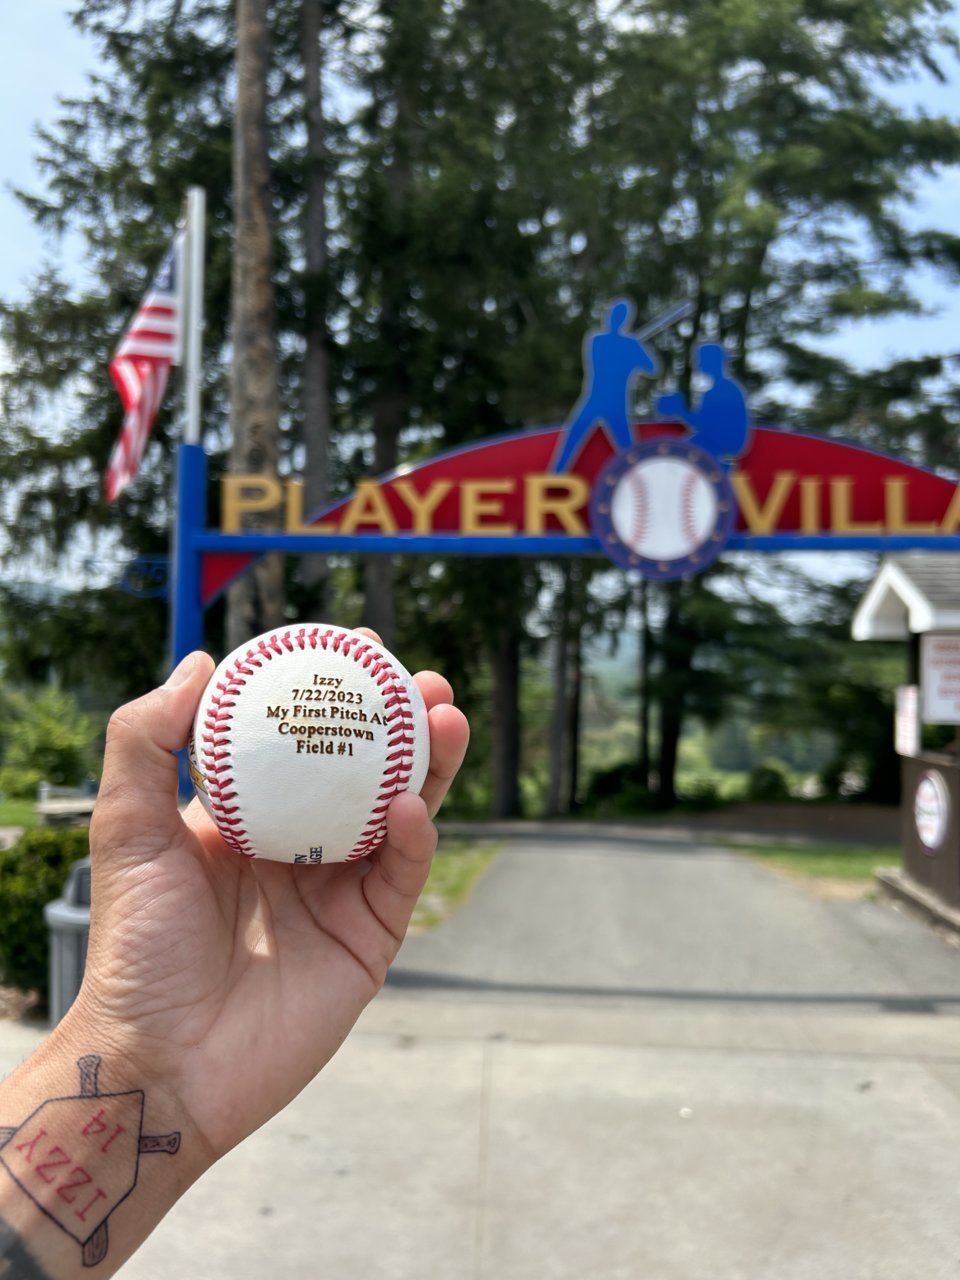 PLAYER VILLA
Izzy
7/22/2023
My First Pitch At
Cooperstown
Field #1
IZZY
14